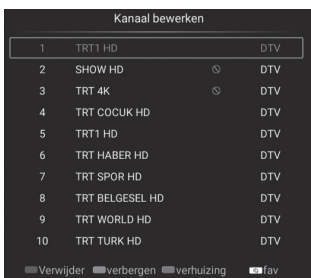 Kanaal bewerken
1 TRT1 HD DTV
2 SHOW HD DTV
3 TRT 4K DTV
4 TRT COCUK HD DTV
5 TRT1 HD DTV
6 TRT HABER HD DTV
7 TRT SPOR HD DTV
8 TRT BELGESEL HD DTV
9 TRT WORLD HD DTV
10 TRT TURK HD DTV
Verwijder verbergen verhuizing fav